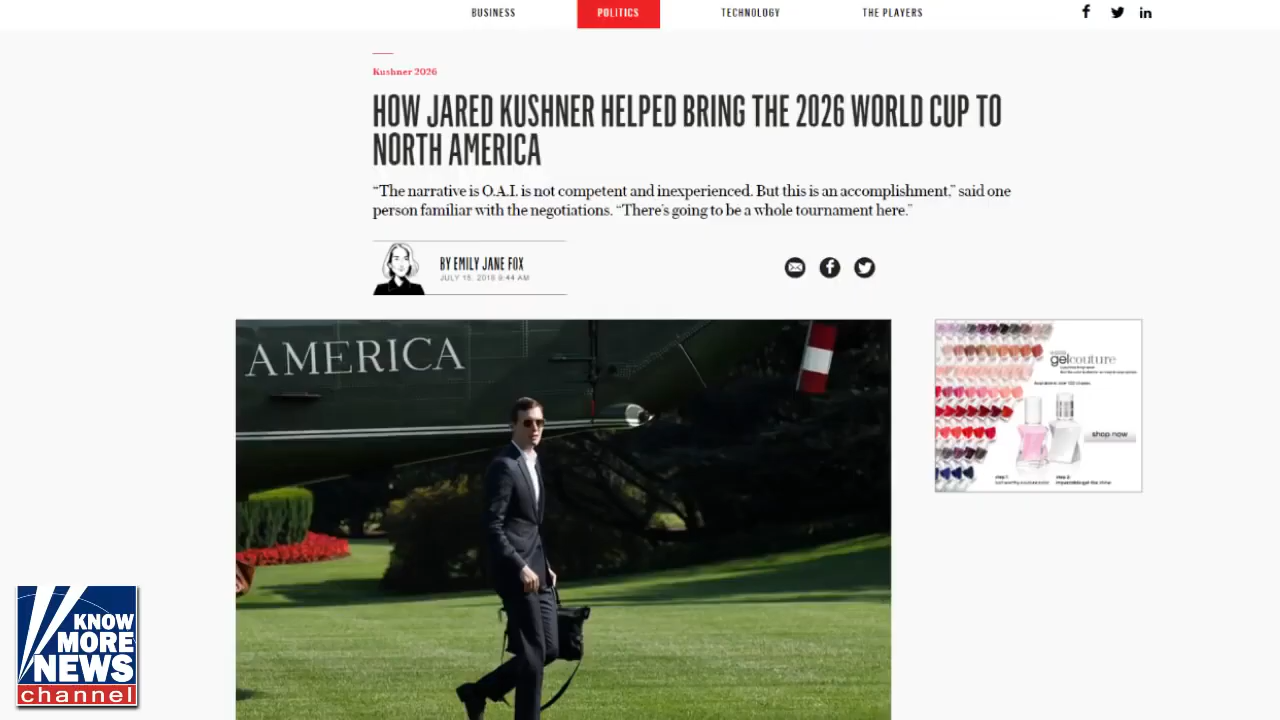 BUSINESS
POLITICS
TECHNOLOGY
THE PLAYERS
f
in
Kushner 2026
HOW JARED KUSHNER HELPED BRING THE 2026 WORLD CUP TO
NORTH AMERICA
“The narrative is O.A.I. is not competent and inexperienced. But this is an accomplishment,” said one
person familiar with the negotiations. “There’s going to be a whole tournament here.”
BY EMILY JANE FOX
AMERICA
gelcouture
shop now
KNOW
MORE
NEWS
channel